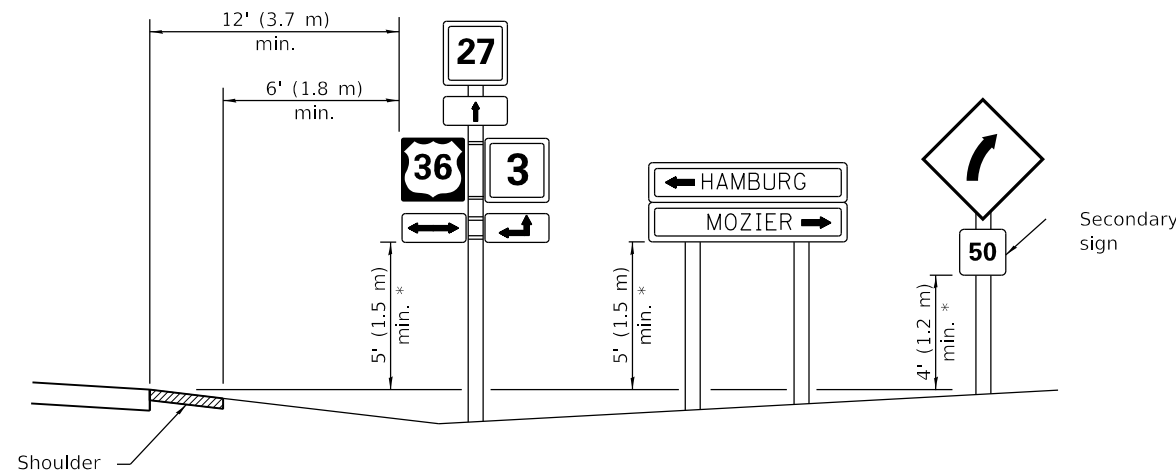 12' (3.7 m)
min.
6' (1.8 m)
min.
27
36
3
5' (1.5 m)
min. *
HAMBURG
MOZIER
5' (1.5 m)
min. *
50
Secondary
sign
4' (1.2 m)
min. *
Shoulder